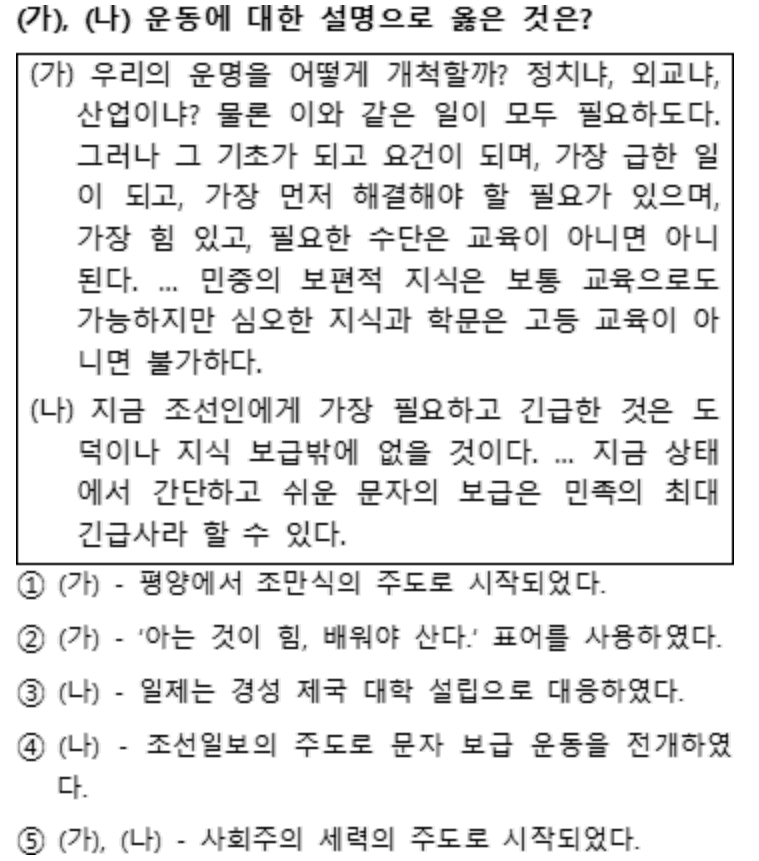 (가), (나) 운동에 대한 설명으로 옳은 것은?
(가) 우리의 운명을 어떻게 개척할까? 정치냐, 외교냐,
산업이냐? 물론 이와 같은 일이 모두 필요하도다.
그러나 그 기초가 되고 요건이 되며, 가장 급한 일
이 되고, 가장 먼저 해결해야 할 필요가 있으며,
가장 힘 있고, 필요한 수단은 교육이 아니면 아니
된다. ... 민중의 보편적 지식은 보통 교육으로도
가능하지만 심오한 지식과 학문은 고등 교육이 아
니면 불가하다.
(나) 지금 조선인에게 가장 필요하고 긴급한 것은 도
덕이나 지식 보급밖에 없을 것이다. ... 지금 상태
에서 간단하고 쉬운 문자의 보급은 민족의 최대
긴급사라 할 수 있다.
① (가) - 평양에서 조만식의 주도로 시작되었다.
② (가) - '아는 것이 힘, 배워야 산다.' 표어를 사용하였다.
③ (나) - 일제는 경성 제국 대학 설립으로 대응하였다.
④ (나) - 조선일보의 주도로 문자 보급 운동을 전개하였
다.
⑤ (가), (나) - 사회주의 세력의 주도로 시작되었다.